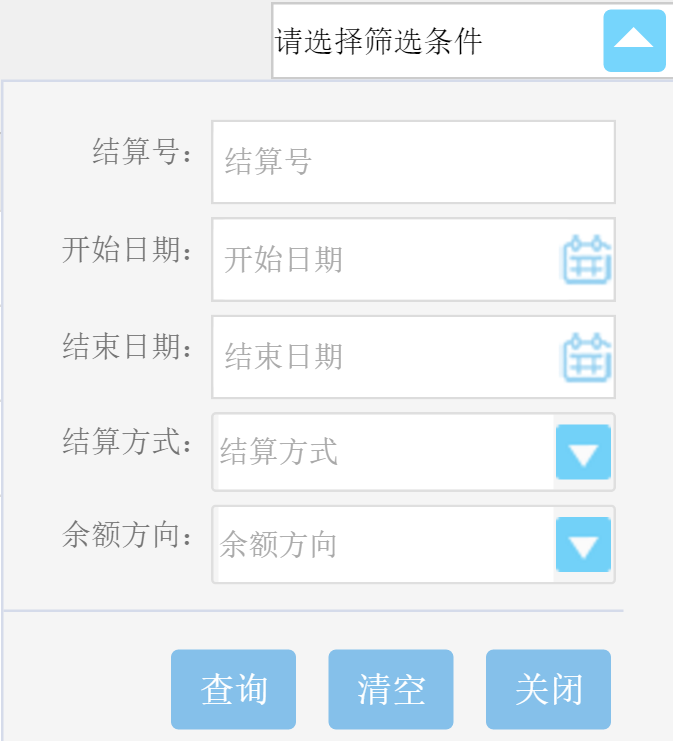 请选择筛选条件
结算号： 结算号
开始日期： 开始日期
结束日期： 结束日期
结算方式： 结算方式
余额方向： 余额方向
查询 清空 关闭